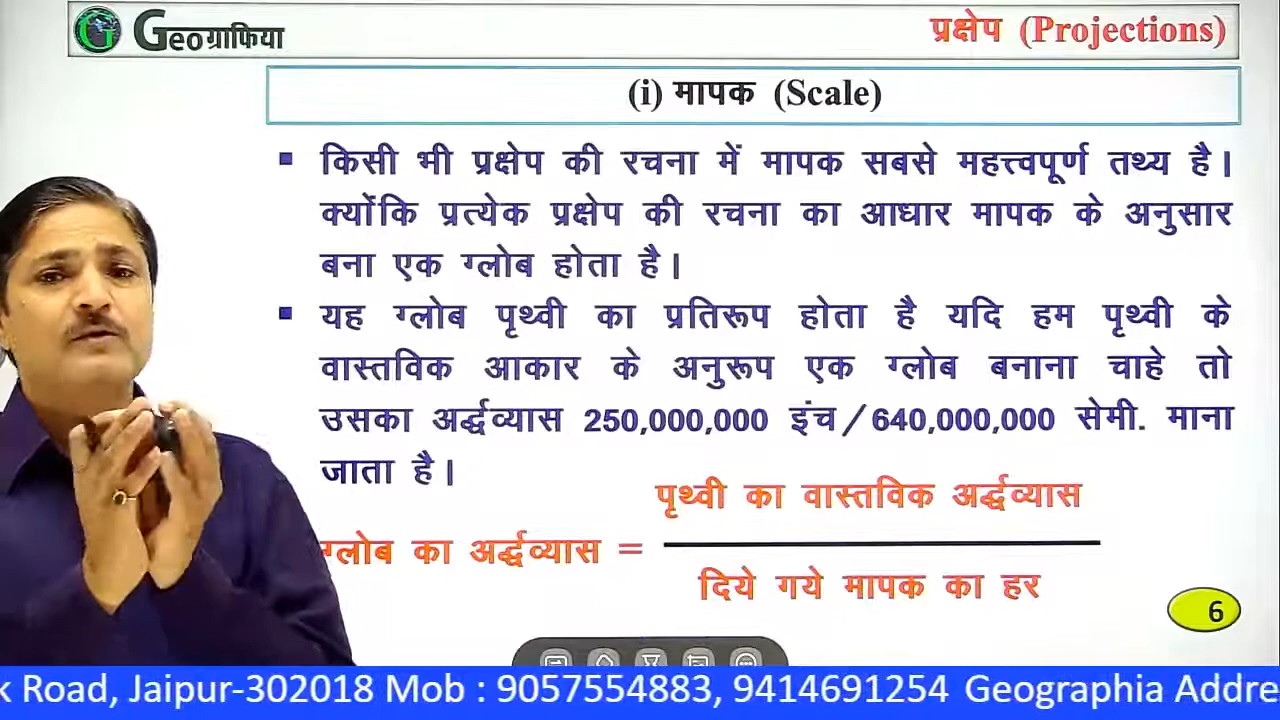 Geoग्राफिया
प्रक्षेप (Projections)
(i) मापक (Scale)
▪ किसी भी प्रक्षेप की रचना में मापक सबसे महत्त्वपूर्ण तथ्य है।
क्योंकि प्रत्येक प्रक्षेप की रचना का आधार मापक के अनुसार
बना एक ग्लोब होता है।
▪ यह ग्लोब पृथ्वी का प्रतिरूप होता है यदि हम पृथ्वी के
वास्तविक आकार के अनुरूप एक ग्लोब बनाना चाहे तो
उसका अर्द्धव्यास 250,000,000 इंच/640,000,000 सेमी. माना
जाता है।
पृथ्वी का वास्तविक अर्द्धव्यास
ग्लोब का अर्द्धव्यास =
दिये गये मापक का हर
6
k Road, Jaipur-302018 Mob : 9057554883, 9414691254 Geographia Addre